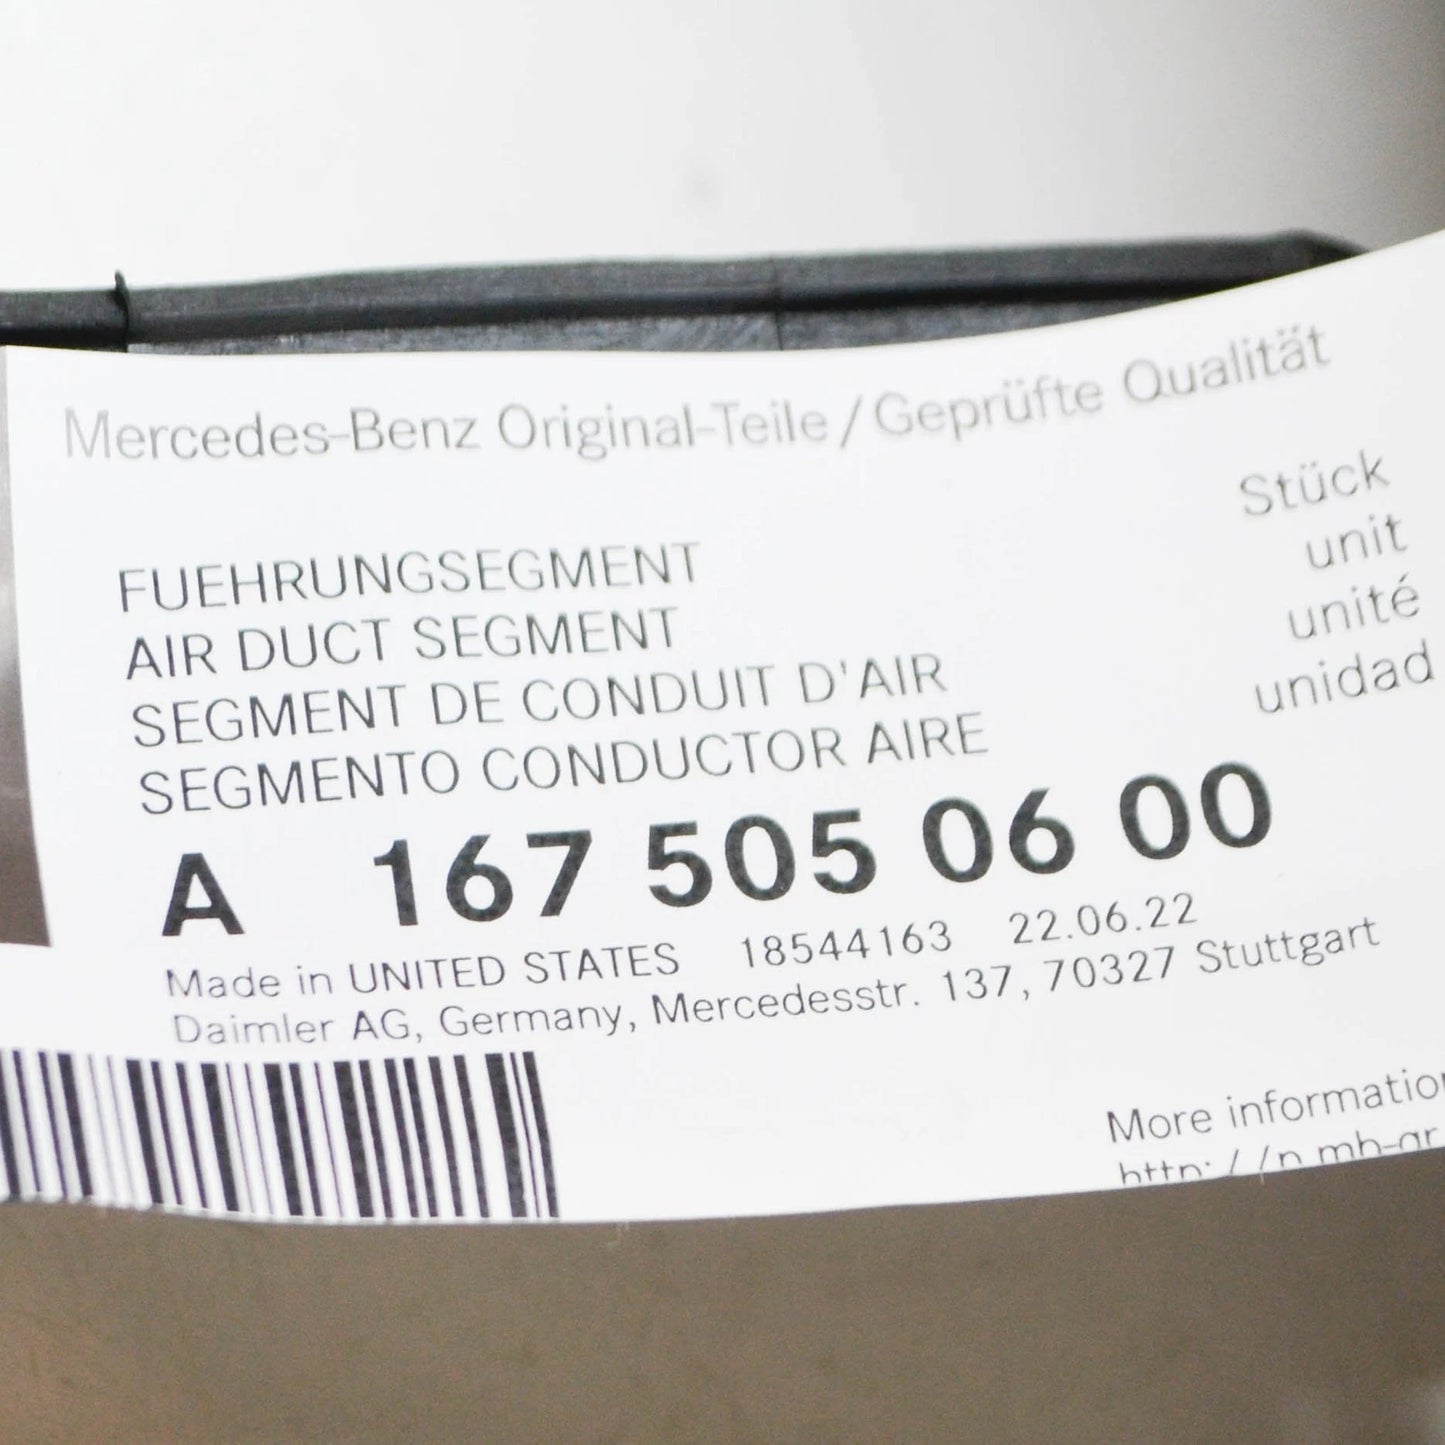 Mercedes-Benz Original-Teile/Geprüfte Qualität
Stück
unit
unité
unidad
FUEHRUNGSEGMENT
AIR DUCT SEGMENT
SEGMENT DE CONDUIT D'AIR
SEGMENTO CONDUCTOR AIRE
A 167 505 06 00
Made in UNITED STATES 18544163 22.06.22
Daimler AG, Germany, Mercedesstr. 137, 70327 Stuttgart
More